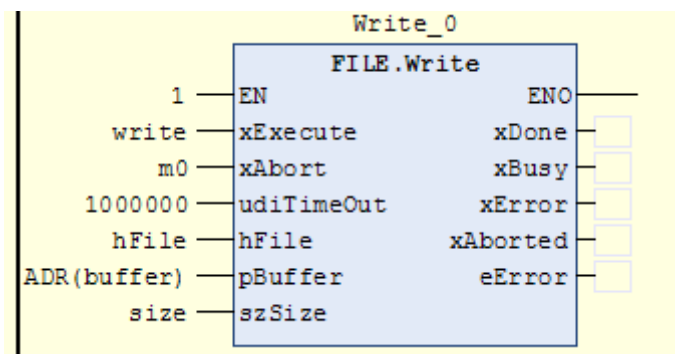 Write_0
FILE.Write
1 EN ENO
write xExecute xDone
m0 xAbort xBusy
1000000 udiTimeOut xError
hFile hFile xAborted
ADR(buffer) pBuffer eError
size szSize